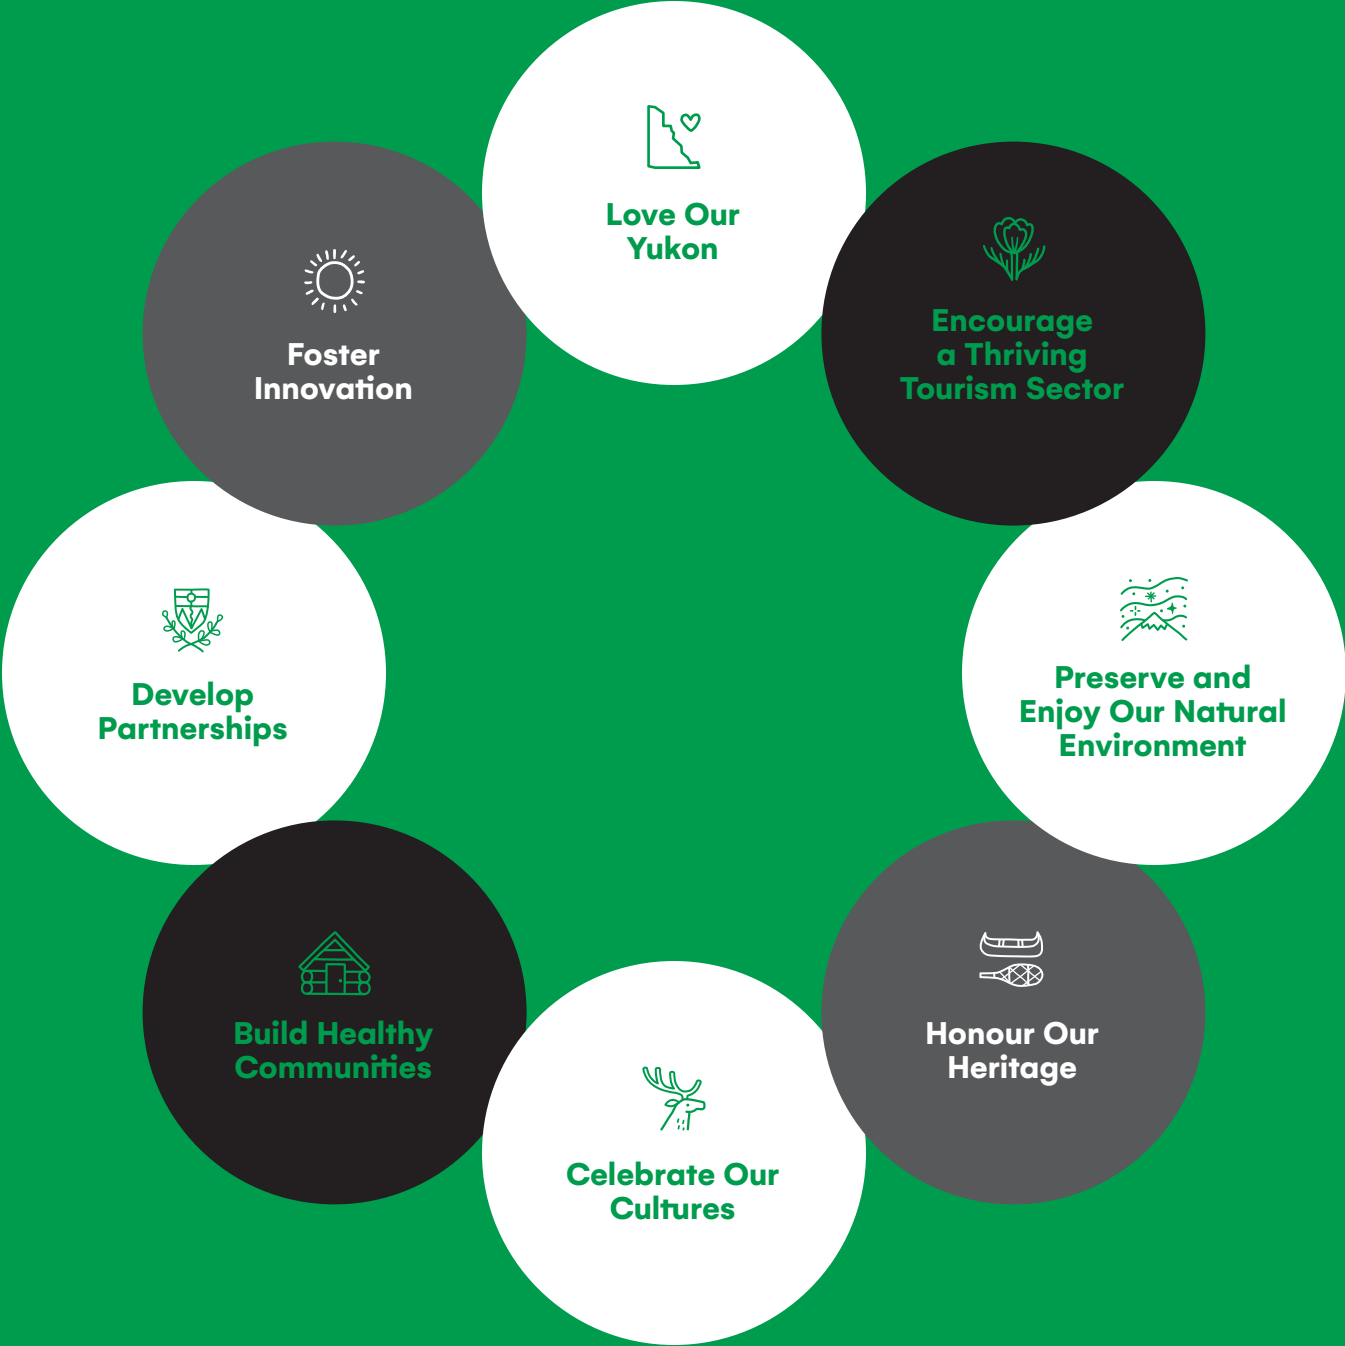 Love Our
Yukon
Encourage
a Thriving
Tourism Sector
Foster
Innovation
Preserve and
Enjoy Our Natural
Environment
Develop
Partnerships
Honour Our
Heritage
Build Healthy
Communities
Celebrate Our
Cultures